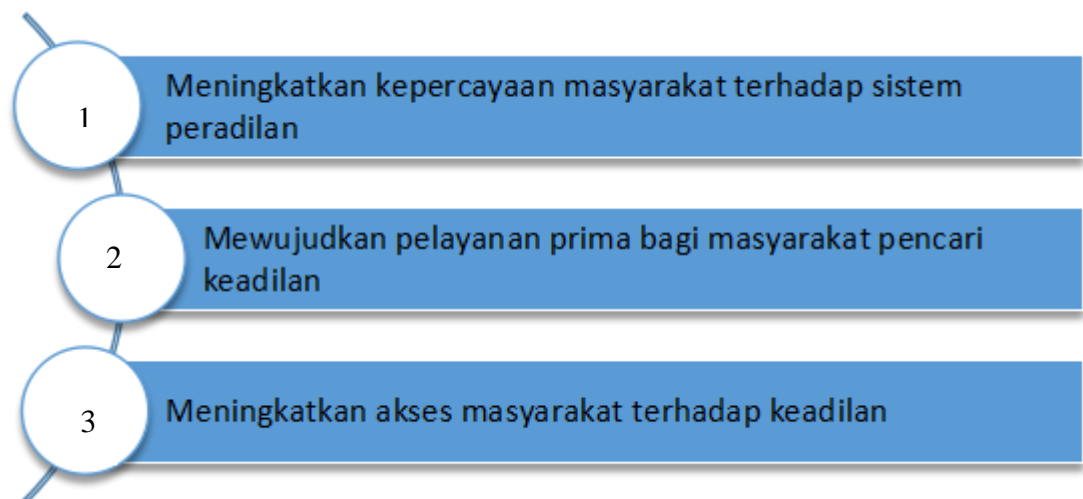 1
Meningkatkan kepercayaan masyarakat terhadap sistem
peradilan
2
Mewujudkan pelayanan prima bagi masyarakat pencari
keadilan
3
Meningkatkan akses masyarakat terhadap keadilan